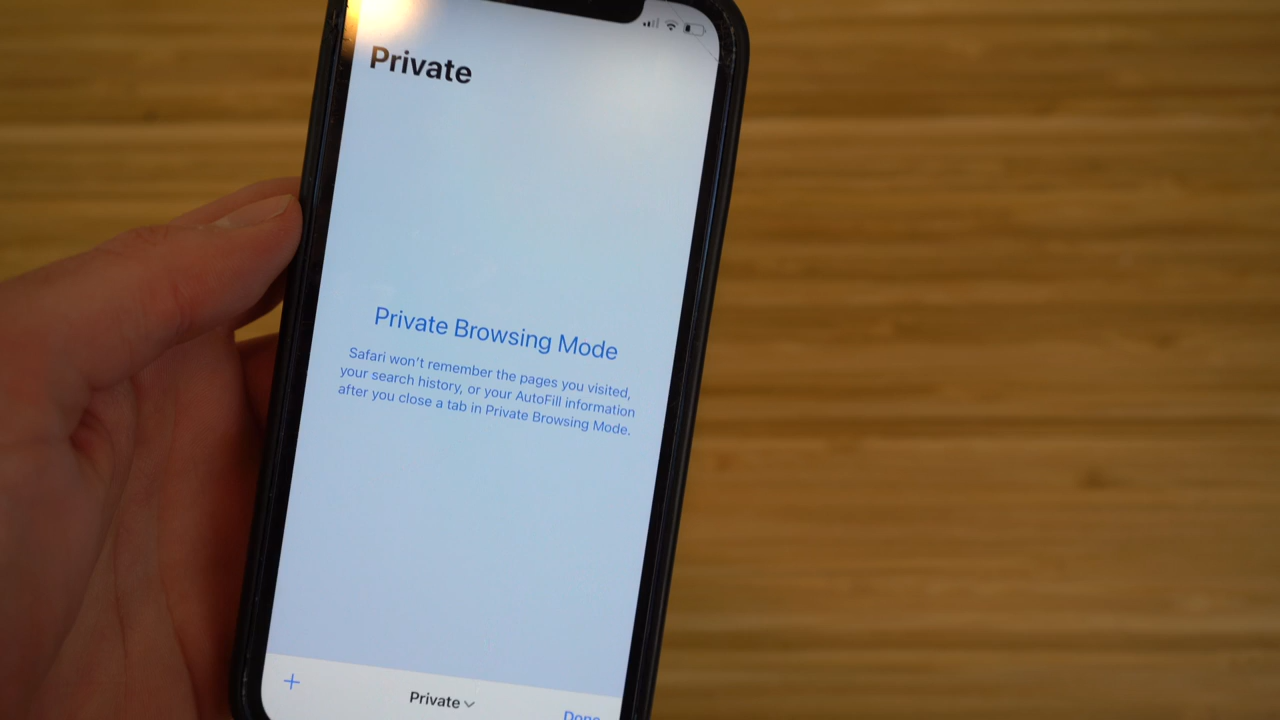 Private
Private Browsing Mode
Safari won't remember the pages you visited,
your search history, or your AutoFill information
after you close a tab in Private Browsing Mode.
Private
Done